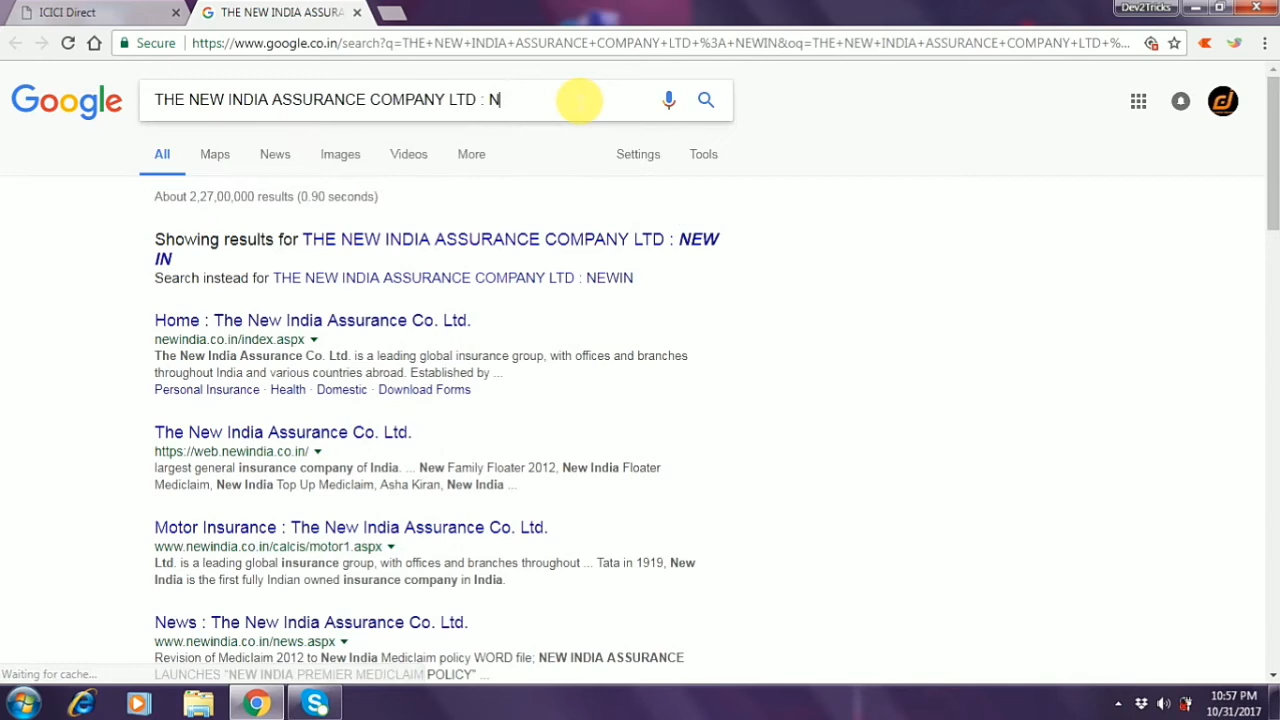 ICICI Direct
THE NEW INDIA ASSURA
Dev2Tricks
Secure
https://www.google.co.in/search?q=THE+NEW+INDIA+ASSURANCE+COMPANY+LTD+%3A+NEWIN&oq=THE+NEW+INDIA+ASSURANCE+COMPANY+LTD+%...
Google
THE NEW INDIA ASSURANCE COMPANY LTD : N
All
Maps
News
Images
Videos
More
Settings
Tools
About 2,27,00,000 results (0.90 seconds)
Showing results for THE NEW INDIA ASSURANCE COMPANY LTD : NEW
IN
Search instead for THE NEW INDIA ASSURANCE COMPANY LTD : NEWIN
Home : The New India Assurance Co. Ltd.
newindia.co.in/index.aspx
The New India Assurance Co. Ltd. is a leading global insurance group, with offices and branches
throughout India and various countries abroad. Established by ...
Personal Insurance · Health · Domestic · Download Forms
The New India Assurance Co. Ltd.
https://web.newindia.co.in/
largest general insurance company of India. ... New Family Floater 2012, New India Floater
Mediclaim, New India Top Up Mediclaim, Asha Kiran, New India ...
Motor Insurance : The New India Assurance Co. Ltd.
www.newindia.co.in/calcis/motor1.aspx
Ltd. is a leading global insurance group, with offices and branches throughout ... Tata in 1919, New
India is the first fully Indian owned insurance company in India.
News : The New India Assurance Co. Ltd.
www.newindia.co.in/news.aspx
Revision of Mediclaim 2012 to New India Mediclaim policy WORD file; NEW INDIA ASSURANCE
LAUNCHES "NEW INDIA PREMIER MEDICLAIM POLICY" ...
Waiting for cache...
10:57 PM
10/31/2017